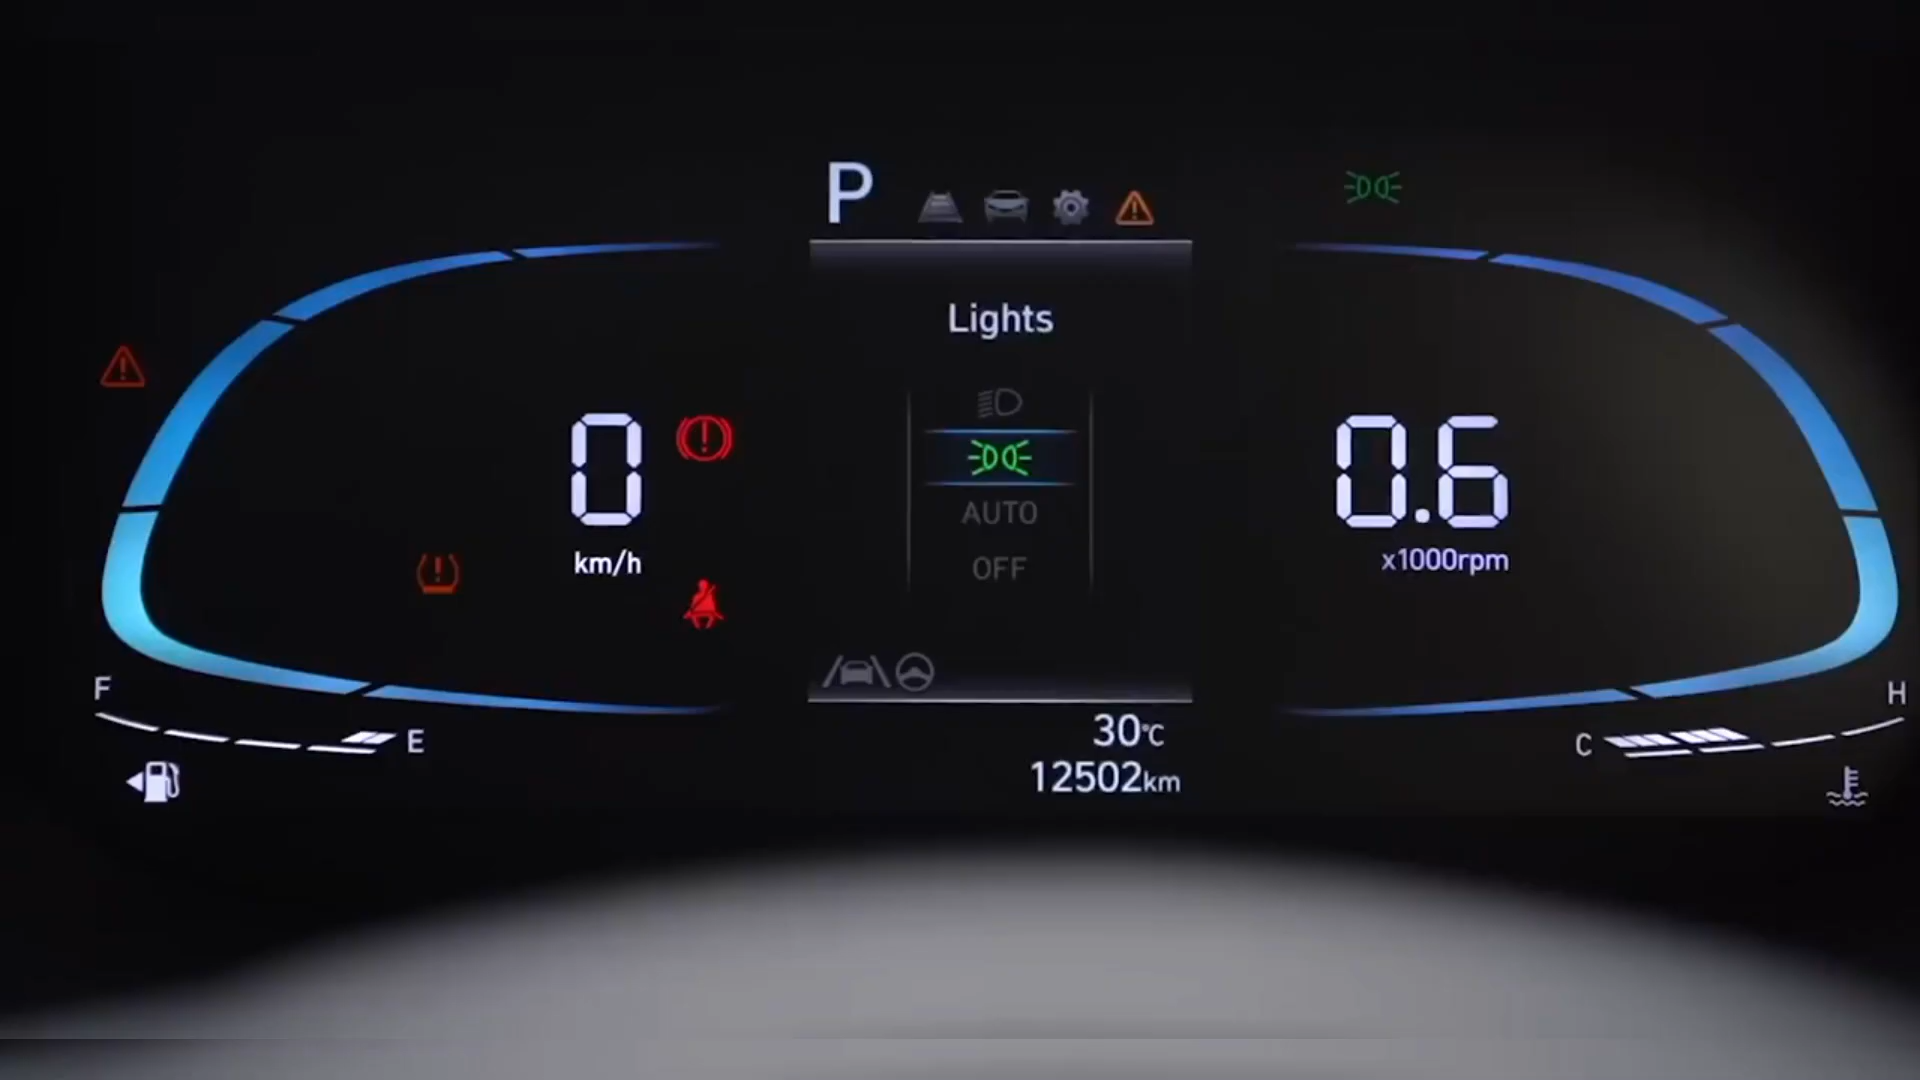 P
Lights
AUTO
OFF
0
km/h
0.6
x1000rpm
F
E
C
H
30°C
12502km